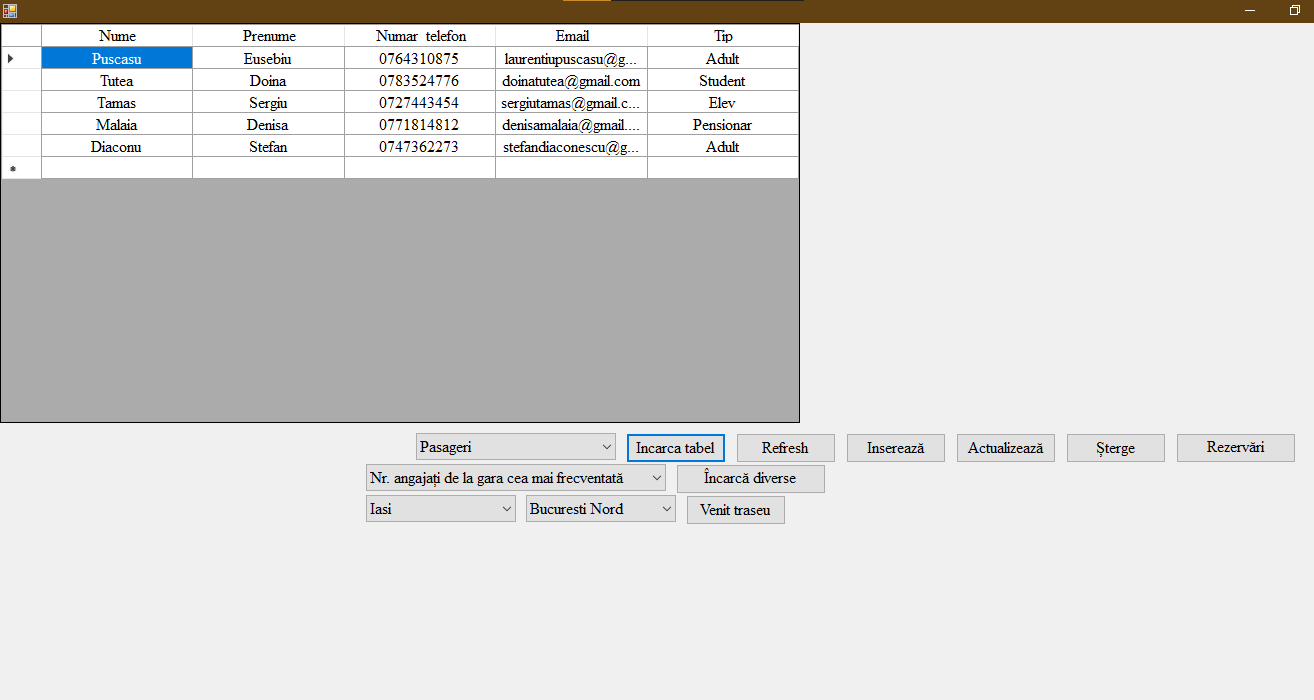 Nume Prenume Numar telefon Email Tip
Puscasu Eusebiu 0764310875 laurentiupuscasu@g... Adult
Tutea Doina 0783524776 doinatutea@gmail.com Student
Tamas Sergiu 0727443454 sergiutamas@gmail.c... Elev
Malaia Denisa 0771814812 denisamalaia@gmail.... Pensionar
Diaconu Stefan 0747362273 stefandiaconescu@g... Adult
Pasageri Incarca tabel Refresh Inserează Actualizează Șterge Rezervări
Nr. angajați de la gara cea mai frecventată Încarcă diverse
Iasi Bucuresti Nord Venit traseu